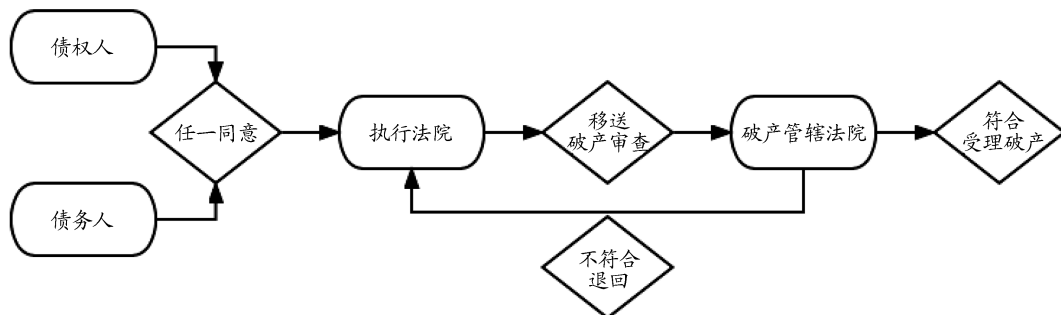 债权人
任一同意
债务人
执行法院
移送
破产审查
破产管辖法院
符合
受理破产
不符合
退回